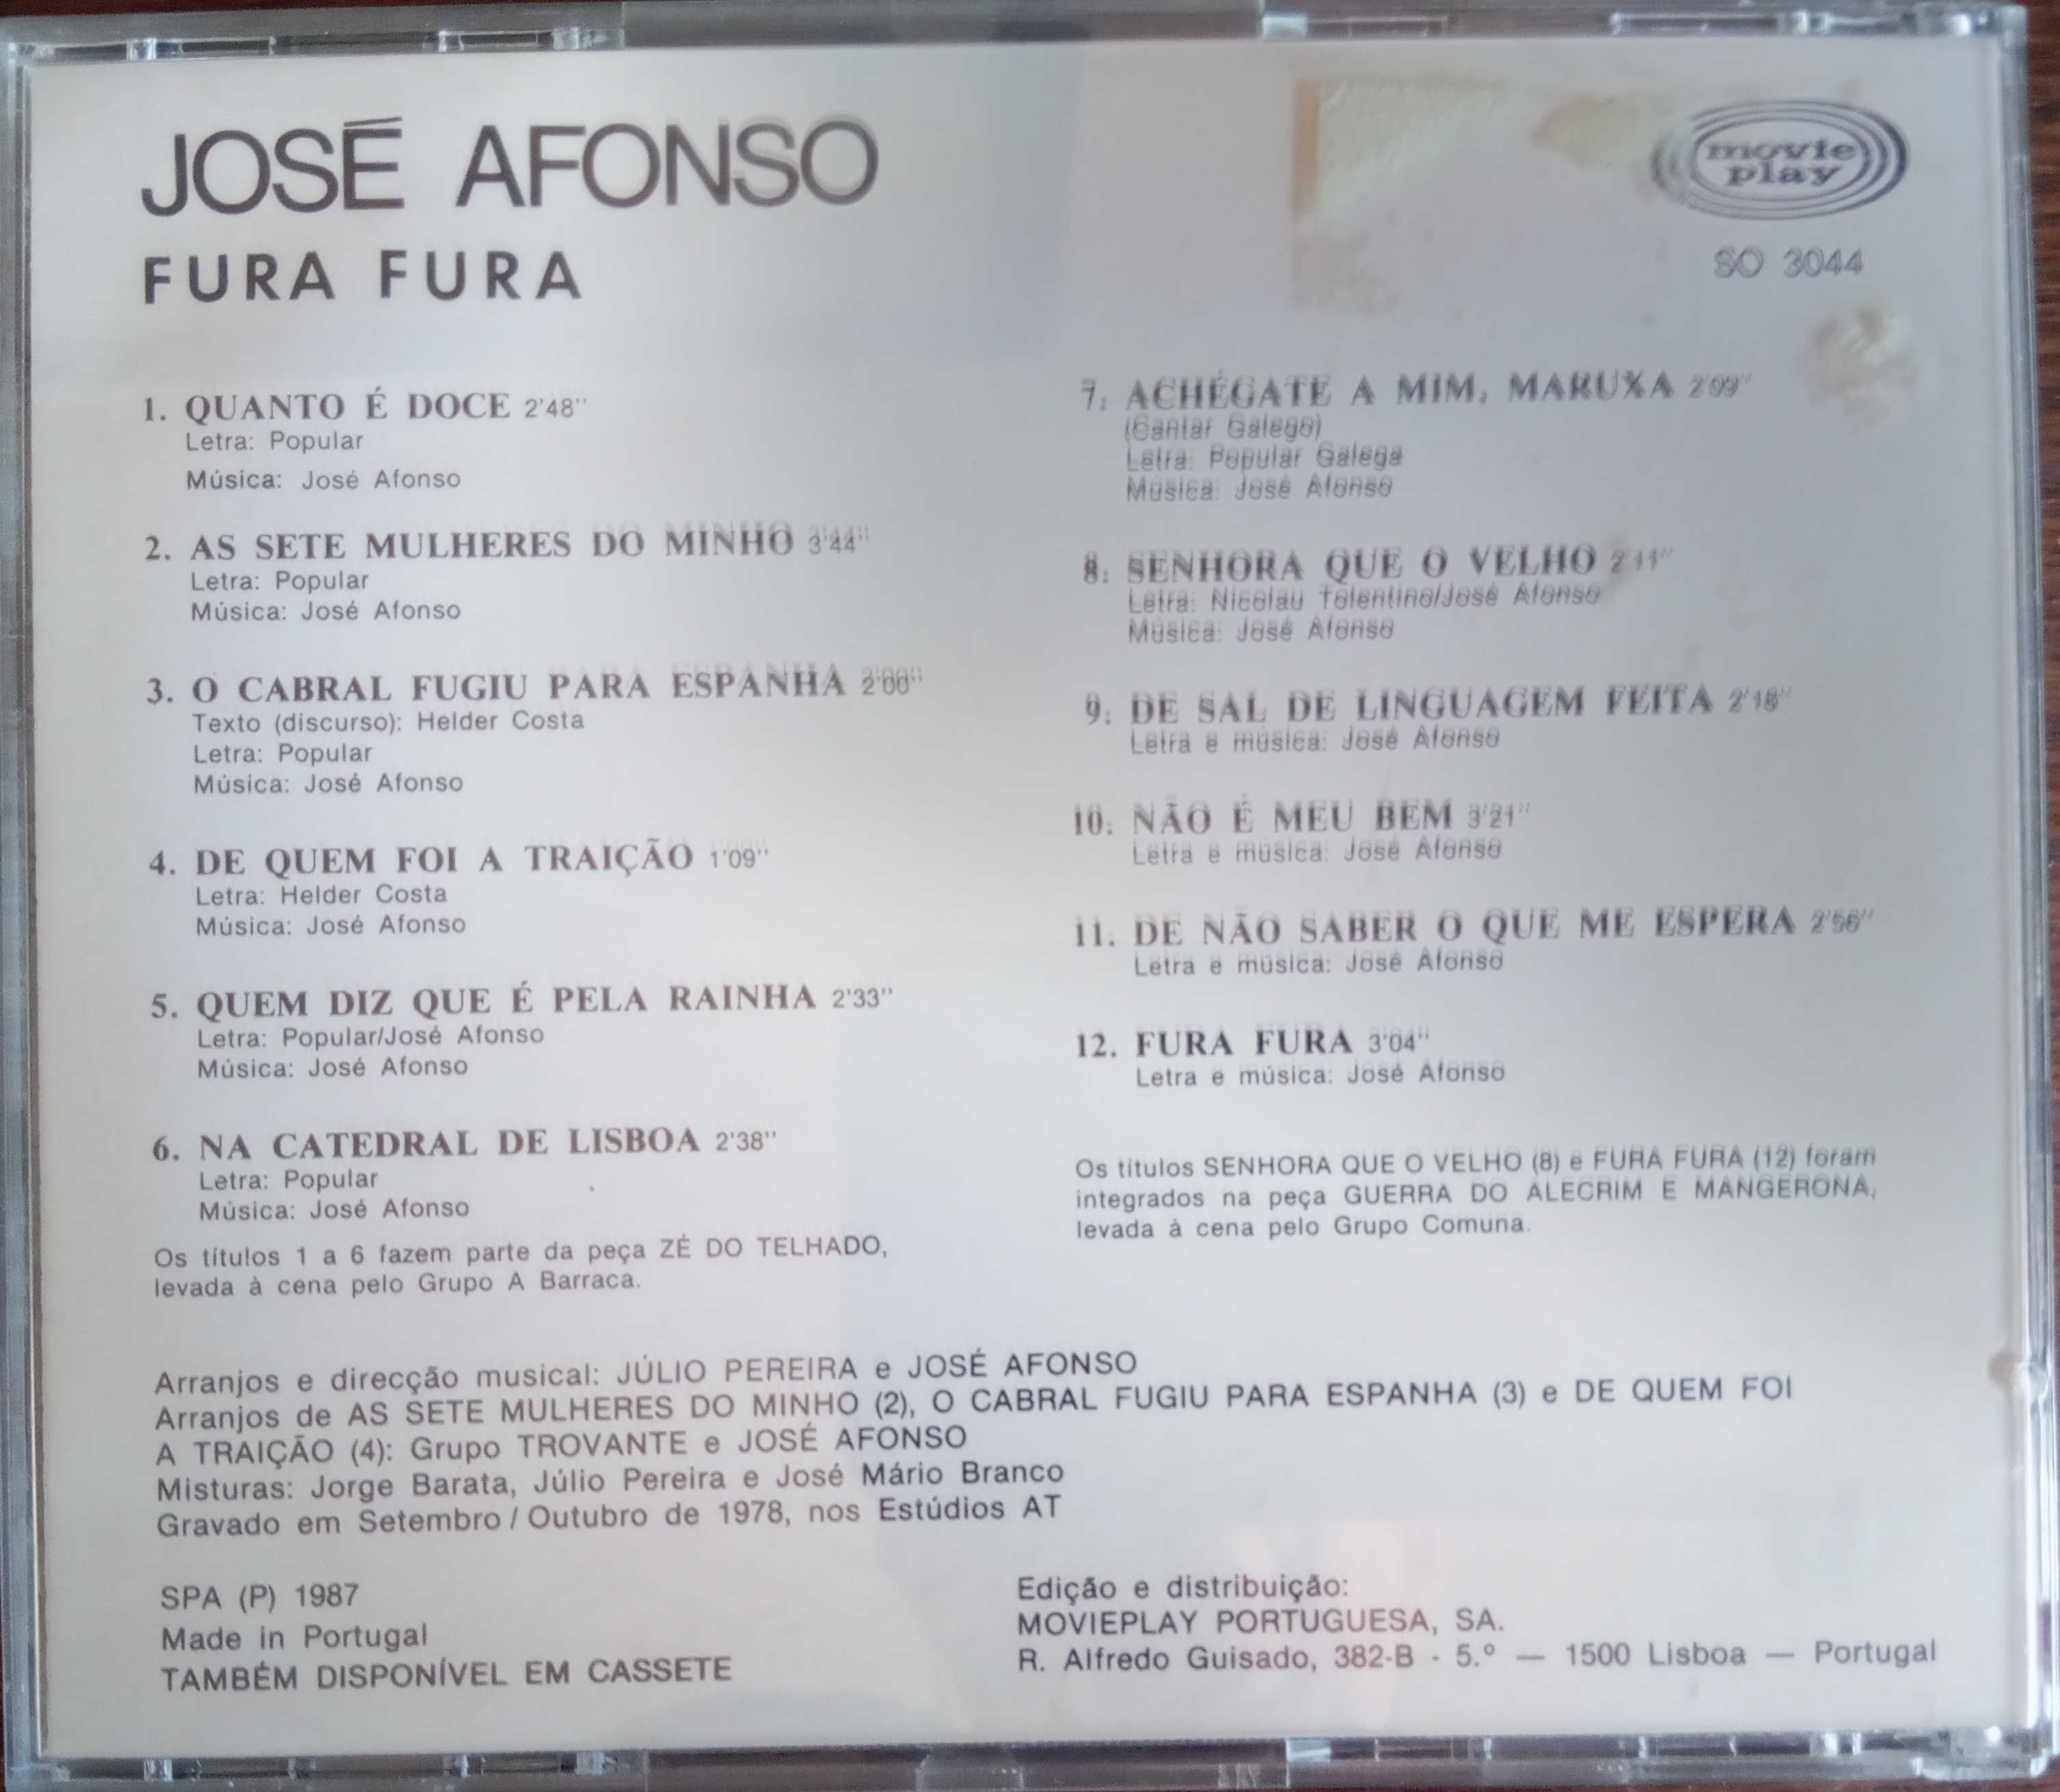 JOSÉ AFONSO
FURA FURA
movie
play
SO 3044
1. QUANTO É DOCE 2'48''
Letra: Popular
Música: José Afonso
2. AS SETE MULHERES DO MINHO 3'44''
Letra: Popular
Música: José Afonso
3. O CABRAL FUGIU PARA ESPANHA 2'00''
Texto (discurso): Helder Costa
Letra: Popular
Música: José Afonso
4. DE QUEM FOI A TRAIÇÃO 1'09''
Letra: Helder Costa
Música: José Afonso
5. QUEM DIZ QUE É PELA RAINHA 2'33''
Letra: Popular/José Afonso
Música: José Afonso
6. NA CATEDRAL DE LISBOA 2'38''
Letra: Popular
Música: José Afonso
Os títulos 1 a 6 fazem parte da peça ZÉ DO TELHADO,
levada à cena pelo Grupo A Barraca.
7. ACHÉGATE A MIM, MARUXA 2'09''
(Cantar Galego)
Letra: Popular Galega
Música: José Afonso
8. SENHORA QUE O VELHO 2'11''
Letra: Nicolau Tolentino/José Afonso
Música: José Afonso
9. DE SAL DE LINGUAGEM FEITA 2'18''
Letra e música: José Afonso
10. NÃO É MEU BEM 3'21''
Letra e música: José Afonso
11. DE NÃO SABER O QUE ME ESPERA 2'56''
Letra e música: José Afonso
12. FURA FURA 3'04''
Letra e música: José Afonso
Os títulos SENHORA QUE O VELHO (8) e FURA FURA (12) foram
integrados na peça GUERRA DO ALECRIM E MANGERONA,
levada à cena pelo Grupo Comuna.
Arranjos e direcção musical: JÚLIO PEREIRA e JOSÉ AFONSO
Arranjos de AS SETE MULHERES DO MINHO (2), O CABRAL FUGIU PARA ESPANHA (3) e DE QUEM FOI
A TRAIÇÃO (4): Grupo TROVANTE e JOSÉ AFONSO
Misturas: Jorge Barata, Júlio Pereira e José Mário Branco
Gravado em Setembro / Outubro de 1978, nos Estúdios AT
SPA (P) 1987
Made in Portugal
TAMBÉM DISPONÍVEL EM CASSETE
Edição e distribuição:
MOVIEPLAY PORTUGUESA, SA.
R. Alfredo Guisado, 382-B - 5.º — 1500 Lisboa — Portugal